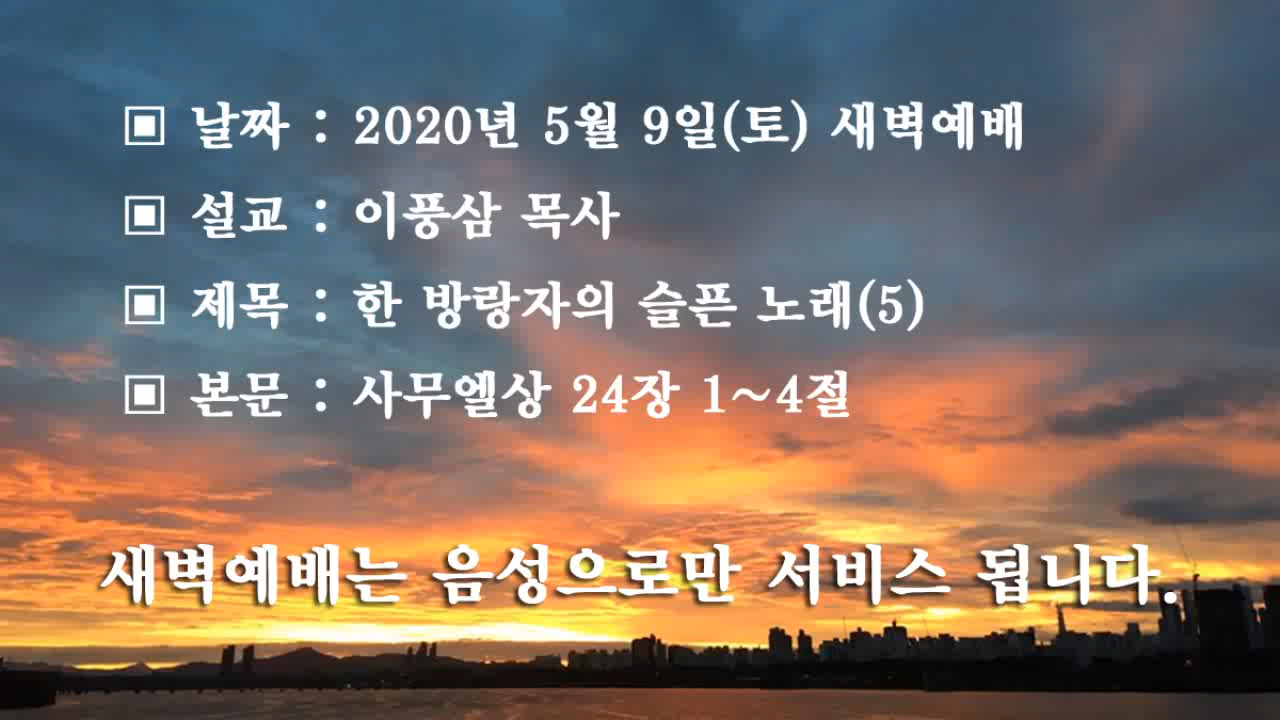 ▣ 날짜 : 2020년 5월 9일(토) 새벽예배
▣ 설교 : 이풍삼 목사
▣ 제목 : 한 방랑자의 슬픈 노래(5)
▣ 본문 : 사무엘상 24장 1~4절
새벽예배는 음성으로만 서비스 됩니다.